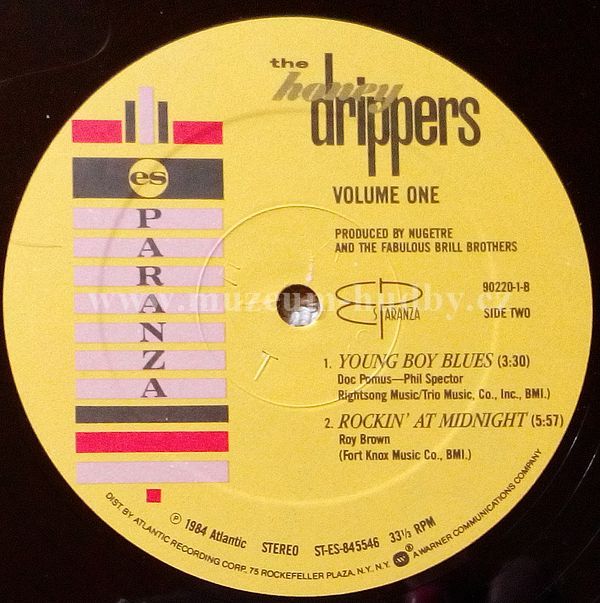 the
honey
drippers
VOLUME ONE
PRODUCED BY NUGETRE
AND THE FABULOUS BRILL BROTHERS
es
PARANZA
www.muzeum-hudby.cz
ES PARANZA
90220-1-B
SIDE TWO
1. YOUNG BOY BLUES (3:30)
Doc Pomus—Phil Spector
Rightsong Music/Trio Music, Co., Inc., BMI.)
2. ROCKIN' AT MIDNIGHT (5:57)
Roy Brown
(Fort Knox Music Co., BMI.)
℗ 1984 Atlantic STEREO ST-ES-845546 33⅓ RPM
DIST. BY ATLANTIC RECORDING CORP. 75 ROCKEFELLER PLAZA, N.Y. N.Y. W ® A WARNER COMMUNICATIONS COMPANY